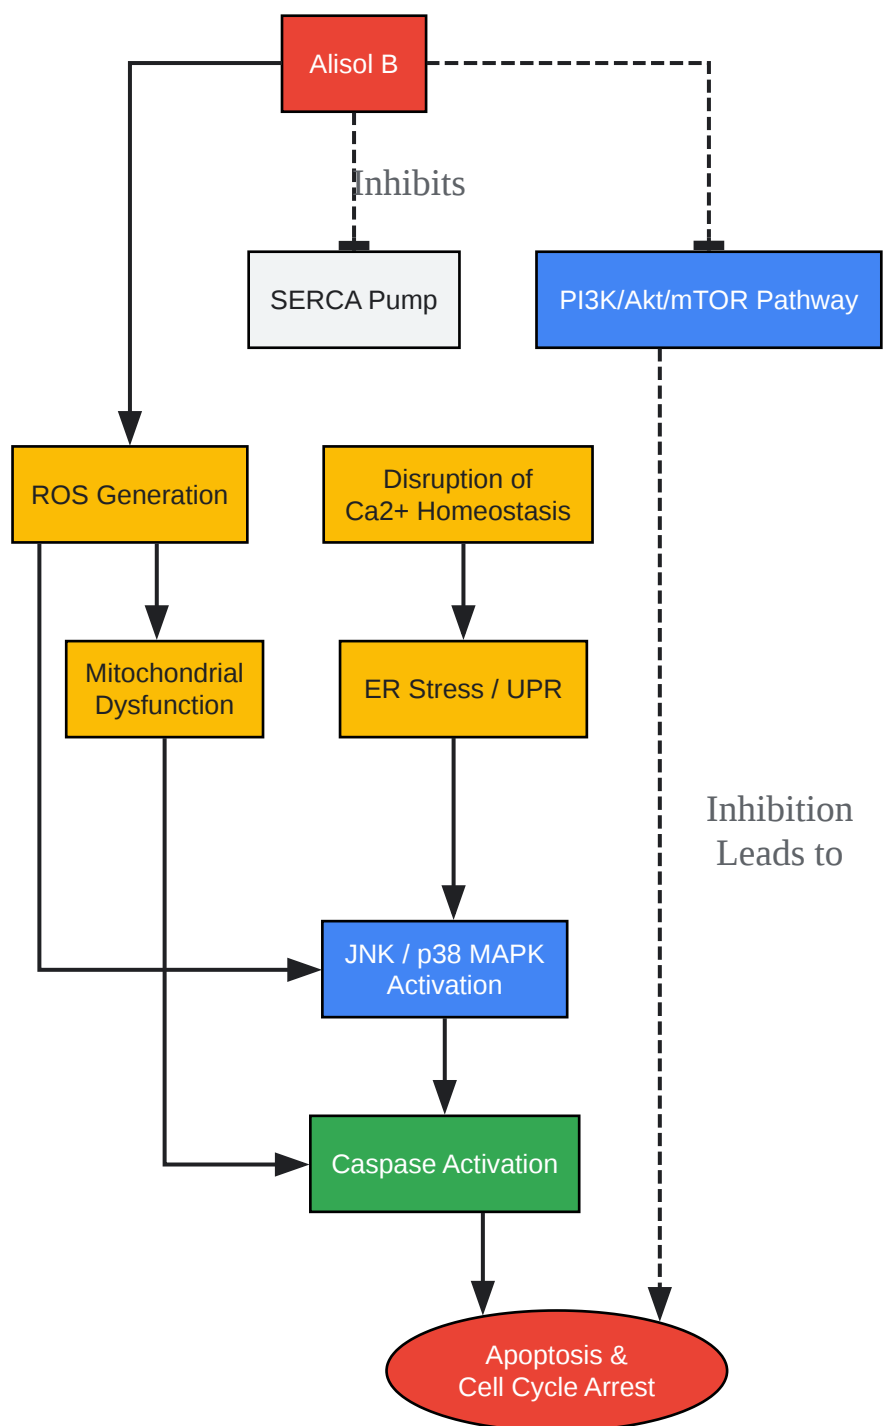 Alisol B
Inhibits
SERCA Pump
PI3K/Akt/mTOR Pathway
ROS Generation
Disruption of
Ca2+ Homeostasis
Mitochondrial
Dysfunction
ER Stress / UPR
Inhibition
Leads to
JNK / p38 MAPK
Activation
Caspase Activation
Apoptosis &
Cell Cycle Arrest